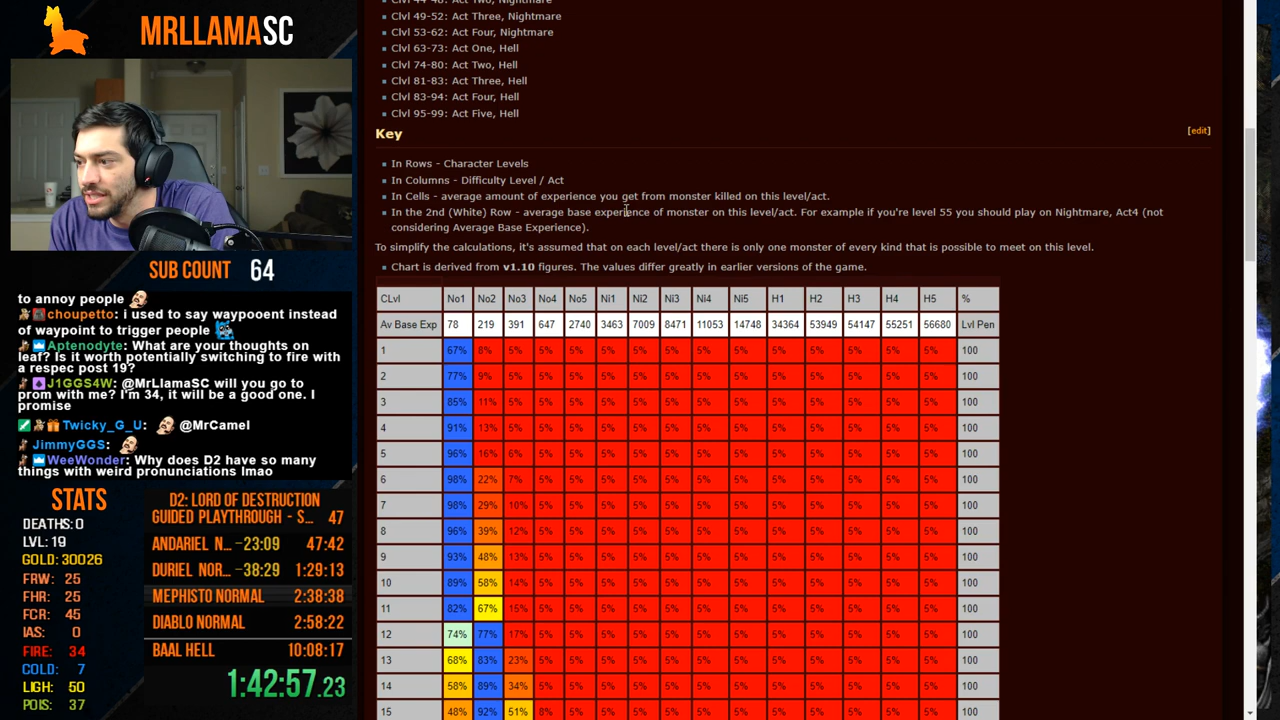 MRLLAMASC
SUB COUNT 64
to annoy people
choupetto: i used to say waypooent instead
of waypoint to trigger people
Aptenodyte: What are your thoughts on
leaf? Is it worth potentially switching to fire with
a respec post 19?
J1GGS4W: @MrLlamaSC will you go to
prom with me? I'm 34, it will be a good one. I
promise
Twicky_G_U: @MrCamel
JimmyGGS:
WeeWonder: Why does D2 have so many
things with weird pronunciations lmao
STATS
DEATHS: 0
LVL: 19
GOLD: 30026
FRW: 25
FHR: 25
FCR: 45
IAS: 0
FIRE: 34
COLD: 7
LIGH: 50
POIS: 37
D2: LORD OF DESTRUCTION
GUIDED PLAYTHROUGH - S... 47
ANDARIEL N... -23:09 47:42
DURIEL NOR... -38:29 1:29:13
MEPHISTO NORMAL 2:38:38
DIABLO NORMAL 2:58:22
BAAL HELL 10:08:17
1:42:57.23
Clvl 49-52: Act Three, Nightmare
Clvl 53-62: Act Four, Nightmare
Clvl 63-73: Act One, Hell
Clvl 74-80: Act Two, Hell
Clvl 81-83: Act Three, Hell
Clvl 83-94: Act Four, Hell
Clvl 95-99: Act Five, Hell
Key [edit]
In Rows - Character Levels
In Columns - Difficulty Level / Act
In Cells - average amount of experience you get from monster killed on this level/act.
In the 2nd (White) Row - average base experience of monster on this level/act. For example if you're level 55 you should play on Nightmare, Act4 (not
considering Average Base Experience).
To simplify the calculations, it's assumed that on each level/act there is only one monster of every kind that is possible to meet on this level.
Chart is derived from v1.10 figures. The values differ greatly in earlier versions of the game.
CLvl No1 No2 No3 No4 No5 Ni1 Ni2 Ni3 Ni4 Ni5 H1 H2 H3 H4 H5 %
Av Base Exp 78 219 391 647 2740 3463 7009 8471 11053 14748 34364 53949 54147 55251 56680 Lvl Pen
1 67% 8% 5% 5% 5% 5% 5% 5% 5% 5% 5% 5% 5% 5% 5% 100
2 77% 9% 5% 5% 5% 5% 5% 5% 5% 5% 5% 5% 5% 5% 5% 100
3 85% 11% 5% 5% 5% 5% 5% 5% 5% 5% 5% 5% 5% 5% 5% 100
4 91% 13% 5% 5% 5% 5% 5% 5% 5% 5% 5% 5% 5% 5% 5% 100
5 96% 16% 6% 5% 5% 5% 5% 5% 5% 5% 5% 5% 5% 5% 5% 100
6 98% 22% 7% 5% 5% 5% 5% 5% 5% 5% 5% 5% 5% 5% 5% 100
7 98% 29% 10% 5% 5% 5% 5% 5% 5% 5% 5% 5% 5% 5% 5% 100
8 96% 39% 12% 5% 5% 5% 5% 5% 5% 5% 5% 5% 5% 5% 5% 100
9 93% 48% 13% 5% 5% 5% 5% 5% 5% 5% 5% 5% 5% 5% 5% 100
10 89% 58% 14% 5% 5% 5% 5% 5% 5% 5% 5% 5% 5% 5% 5% 100
11 82% 67% 15% 5% 5% 5% 5% 5% 5% 5% 5% 5% 5% 5% 5% 100
12 74% 77% 17% 5% 5% 5% 5% 5% 5% 5% 5% 5% 5% 5% 5% 100
13 68% 83% 23% 5% 5% 5% 5% 5% 5% 5% 5% 5% 5% 5% 5% 100
14 58% 89% 34% 5% 5% 5% 5% 5% 5% 5% 5% 5% 5% 5% 5% 100
15 48% 92% 51% 8% 5% 5% 5% 5% 5% 5% 5% 5% 5% 5% 5% 100